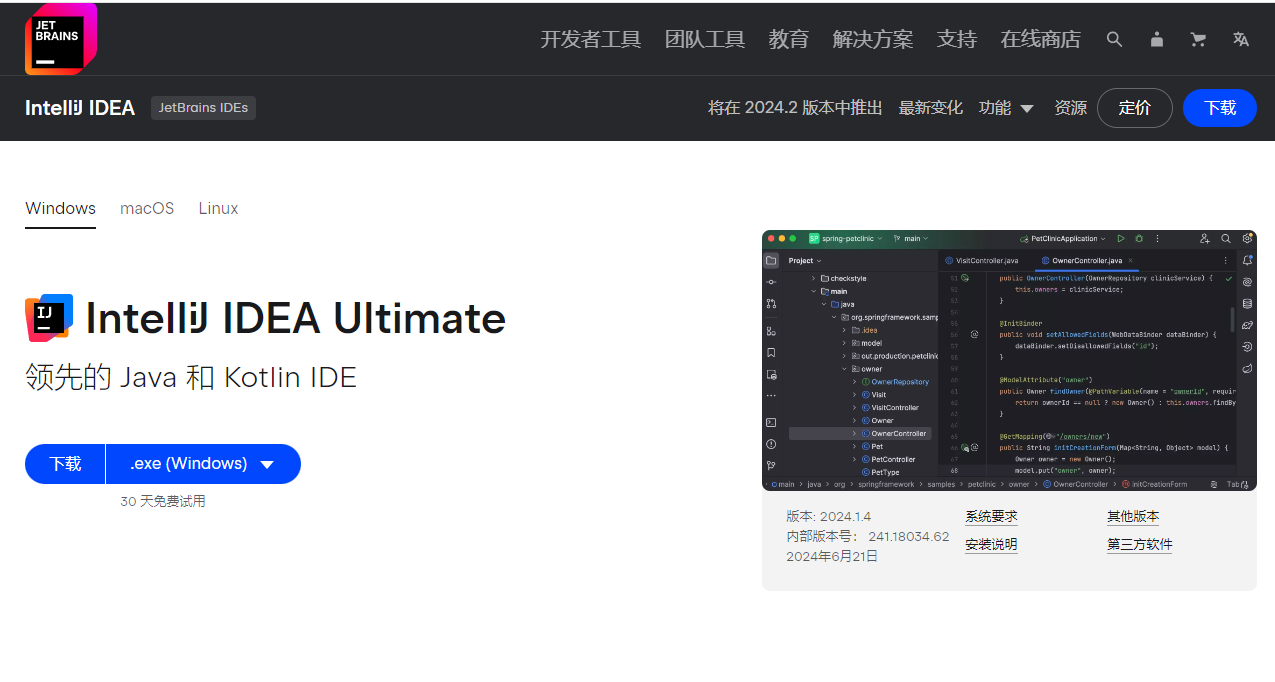 JET
BRAINS
开发者工具 团队工具 教育 解决方案 支持 在线商店
IntelliJ IDEA JetBrains IDEs 将在 2024.2 版本中推出 最新变化 功能 资源 定价 下载
Windows macOS Linux
IJ IntelliJ IDEA Ultimate
领先的 Java 和 Kotlin IDE
下载 .exe (Windows)
30 天免费试用
SP spring-petclinic main PetClinicApplication
Project VisitController.java OwnerController.java
checkstyle
main
java
org.springframework.samp
.idea
model
out.production.petclinic
owner
OwnerRepository
Visit
VisitController
Owner
OwnerController
Pet
PetController
PetType
51 public OwnerController(OwnerRepository clinicService) {
52 this.owners = clinicService;
53 }
54
55 @InitBinder
56 public void setAllowedFields(WebDataBinder dataBinder) {
57 dataBinder.setDisallowedFields("id");
58 }
59
60 @ModelAttribute("owner")
61 public Owner findOwner(@PathVariable(name = "ownerId", requir
62 return ownerId == null ? new Owner() : this.owners.findBy
63 }
64
65 @GetMapping("/owners/new")
66 public String initCreationForm(Map<String, Object> model) {
67 Owner owner = new Owner();
68 model.put("owner", owner);
main > java > org > springframework > samples > petclinic > owner > OwnerController > initCreationForm Tab
版本: 2024.1.4 系统要求 其他版本
内部版本号： 241.18034.62 安装说明 第三方软件
2024年6月21日